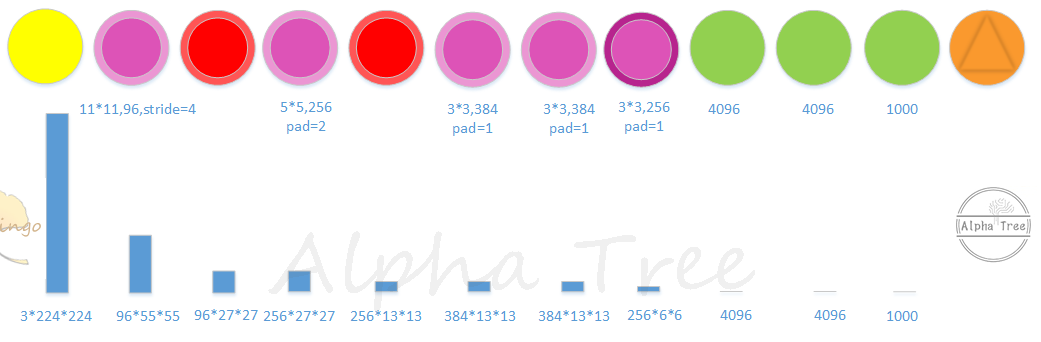 11*11,96,stride=4
5*5,256
pad=2
3*3,384
pad=1
3*3,384
pad=1
3*3,256
pad=1
4096
4096
1000
ingo
Alpha Tree
Alpha Tree
3*224*224
96*55*55
96*27*27
256*27*27
256*13*13
384*13*13
384*13*13
256*6*6
4096
4096
1000